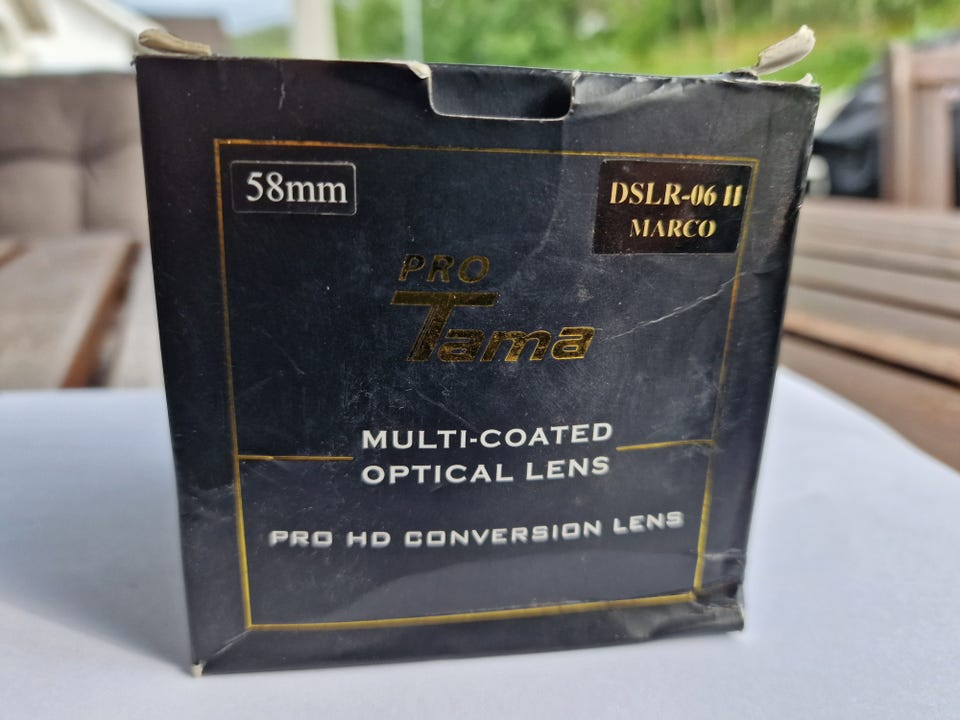 58mm
DSLR-06 II
MARCO
PRO
Tama
MULTI-COATED
OPTICAL LENS
PRO HD CONVERSION LENS